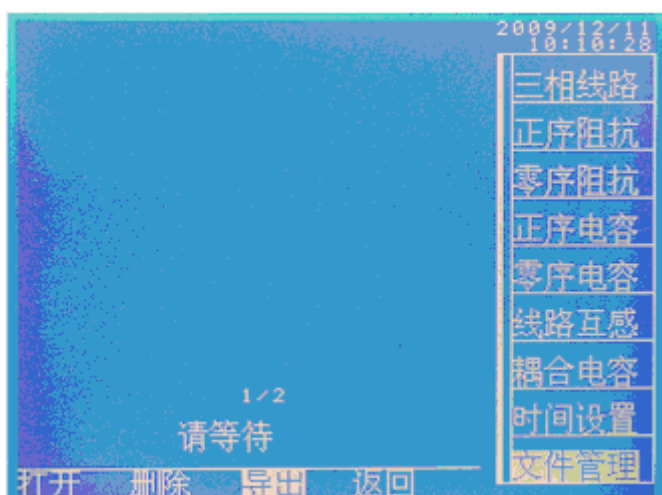 2009/12/11
10:10:28
三相线路
正序阻抗
零序阻抗
正序电容
零序电容
线路互感
耦合电容
时间设置
文件管理
1/2
请等待
打开 删除 导出 返回